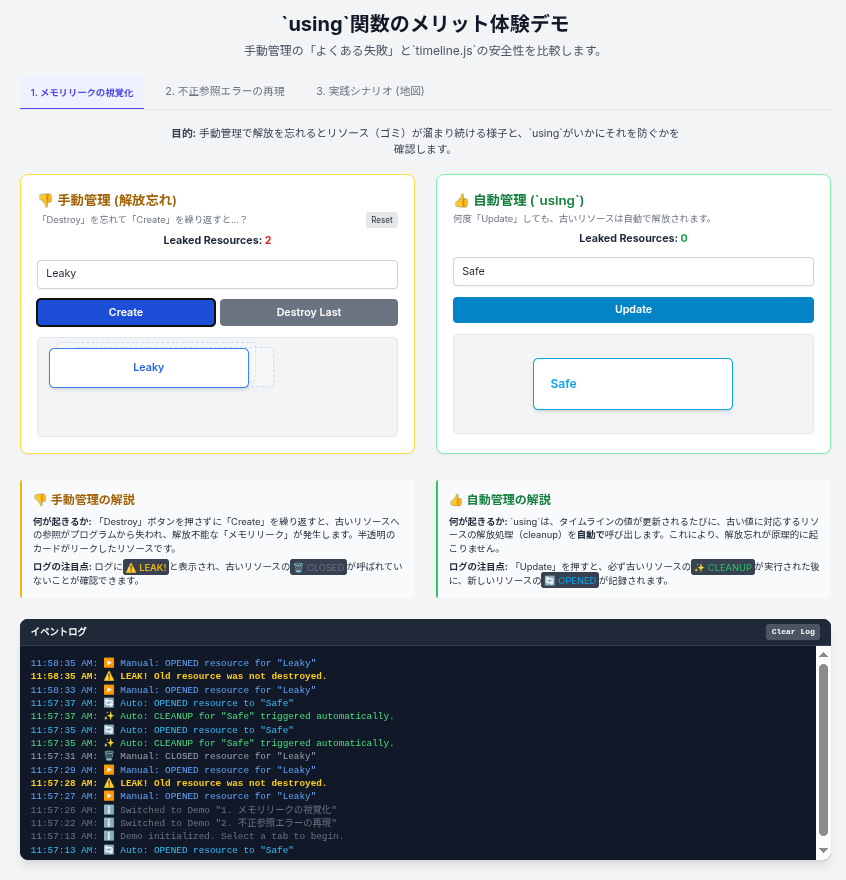 `using`関数のメリット体験デモ
手動管理の「よくある失敗」と`timeline.js`の安全性を比較します。
1. メモリリークの視覚化
2. 不正参照エラーの再現
3. 実践シナリオ (地図)
目的: 手動管理で解放を忘れるとリソース（ゴミ）が溜まり続ける様子と、`using`がいかにそれを防ぐかを
確認します。
👎 手動管理 (解放忘れ)
「Destroy」を忘れて「Create」を繰り返すと...？
Reset
Leaked Resources: 2
Leaky
Create
Destroy Last
Leaky
👍 自動管理 (`using`)
何度「Update」しても、古いリソースは自動で解放されます。
Leaked Resources: 0
Safe
Update
Safe
👎 手動管理の解説
何が起きるか: 「Destroy」ボタンを押さずに「Create」を繰り返すと、古いリソースへ
の参照がプログラムから失われ、解放不能な「メモリリーク」が発生します。半透明の
カードがリークしたリソースです。
ログの注目点: ログに⚠️ LEAK!と表示され、古いリソースの🗑️ CLOSEDが呼ばれてい
ないことが確認できます。
👍 自動管理の解説
何が起きるか: `using`は、タイムラインの値が更新されるたびに、古い値に対応するリソ
ースの解放処理（cleanup）を自動で呼び出します。これにより、解放忘れが原理的に起
こりません。
ログの注目点: 「Update」を押すと、必ず古いリソースの✨ CLEANUPが実行された後
に、新しいリソースの🔄 OPENEDが記録されます。
イベントログ
Clear Log
11:58:35 AM: ▶️ Manual: OPENED resource for "Leaky"
11:58:35 AM: ⚠️ LEAK! Old resource was not destroyed.
11:58:33 AM: ▶️ Manual: OPENED resource for "Leaky"
11:57:37 AM: 🔄 Auto: OPENED resource to "Safe"
11:57:37 AM: ✨ Auto: CLEANUP for "Safe" triggered automatically.
11:57:35 AM: 🔄 Auto: OPENED resource to "Safe"
11:57:35 AM: ✨ Auto: CLEANUP for "Safe" triggered automatically.
11:57:31 AM: 🗑️ Manual: CLOSED resource for "Leaky"
11:57:29 AM: ▶️ Manual: OPENED resource for "Leaky"
11:57:28 AM: ⚠️ LEAK! Old resource was not destroyed.
11:57:27 AM: ▶️ Manual: OPENED resource for "Leaky"
11:57:26 AM: ℹ️ Switched to Demo "1. メモリリークの視覚化"
11:57:22 AM: ℹ️ Switched to Demo "2. 不正参照エラーの再現"
11:57:13 AM: ℹ️ Demo initialized. Select a tab to begin.
11:57:13 AM: 🔄 Auto: OPENED resource to "Safe"